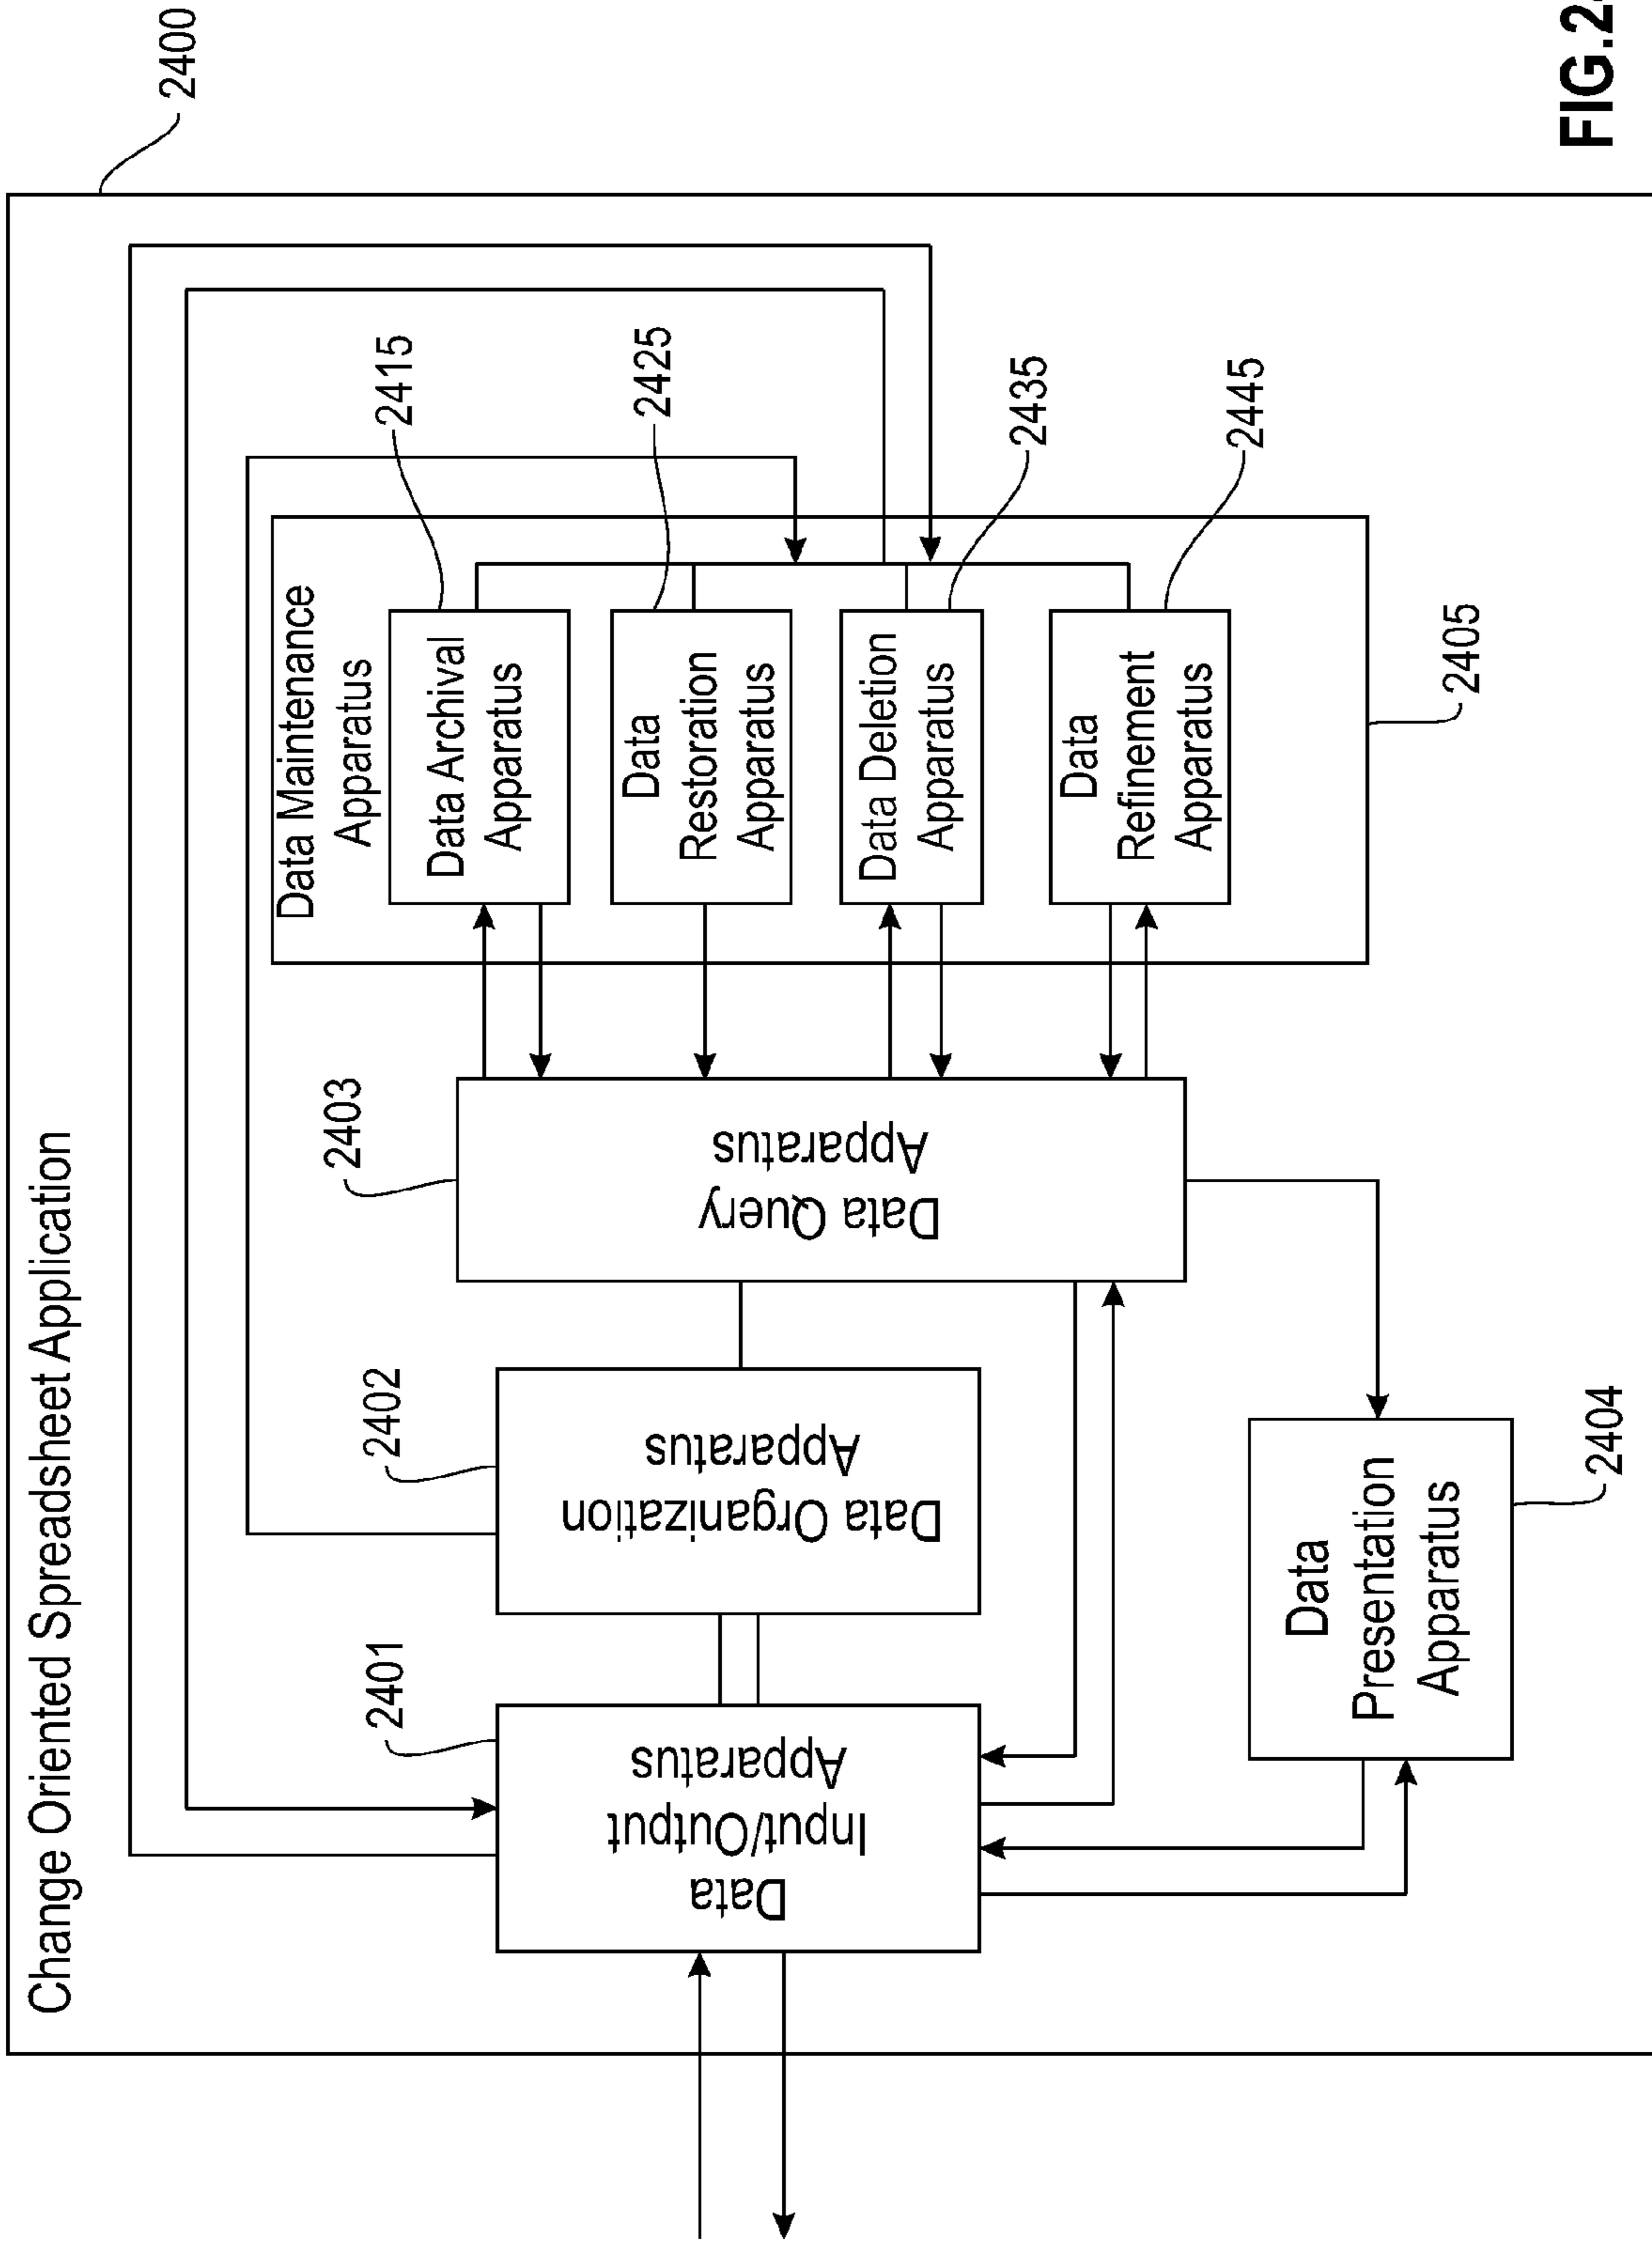 Change Oriented Spreadsheet Application
2400
Data Maintenance
Apparatus
2415
Data Archival
Apparatus
2425
Data
Restoration
Apparatus
2435
Data Deletion
Apparatus
2445
Data
Refinement
Apparatus
2405
2403
Data Query
Apparatus
2402
Data Organization
Apparatus
2401
Data
Input/Output
Apparatus
Data
Presentation
Apparatus
2404